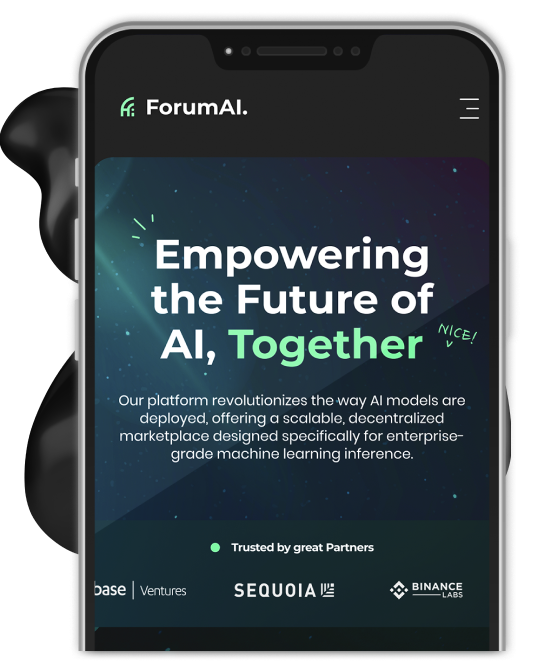 ForumAI.
Empowering
the Future of
AI, Together
NICE!
Our platform revolutionizes the way AI models are
deployed, offering a scalable, decentralized
marketplace designed specifically for enterprise-
grade machine learning inference.
Trusted by great Partners
base | Ventures
SEQUOIA
BINANCE
LABS